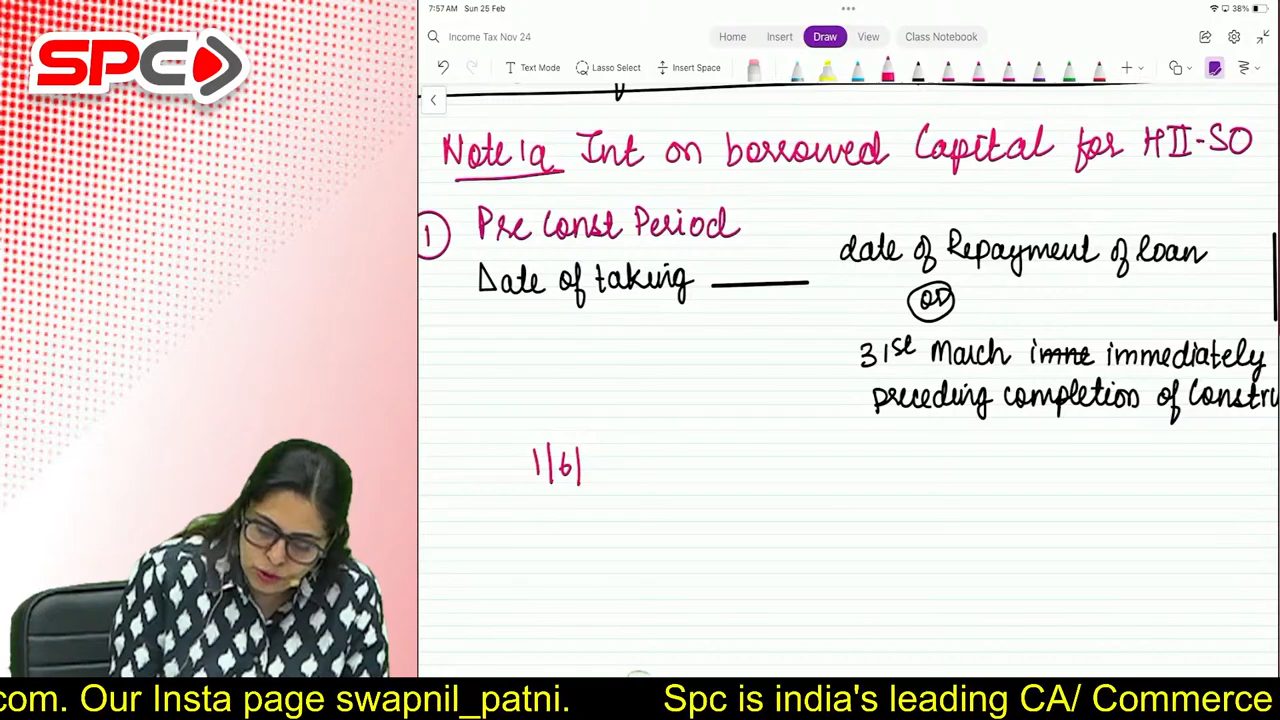 7:57 AM Sun 25 Feb
38%
Income Tax Nov 24
Home Insert Draw View Class Notebook
Text Mode Lasso Select Insert Space
SPC
Note 1a Int on borrowed Capital for HII-SO
1 Pre Const Period
date of Repayment of loan
Date of taking
OR
31st March imne immediately
preceding completion of Constru
1/6/
com. Our Insta page swapnil_patni. Spc is india's leading CA/ Commerce